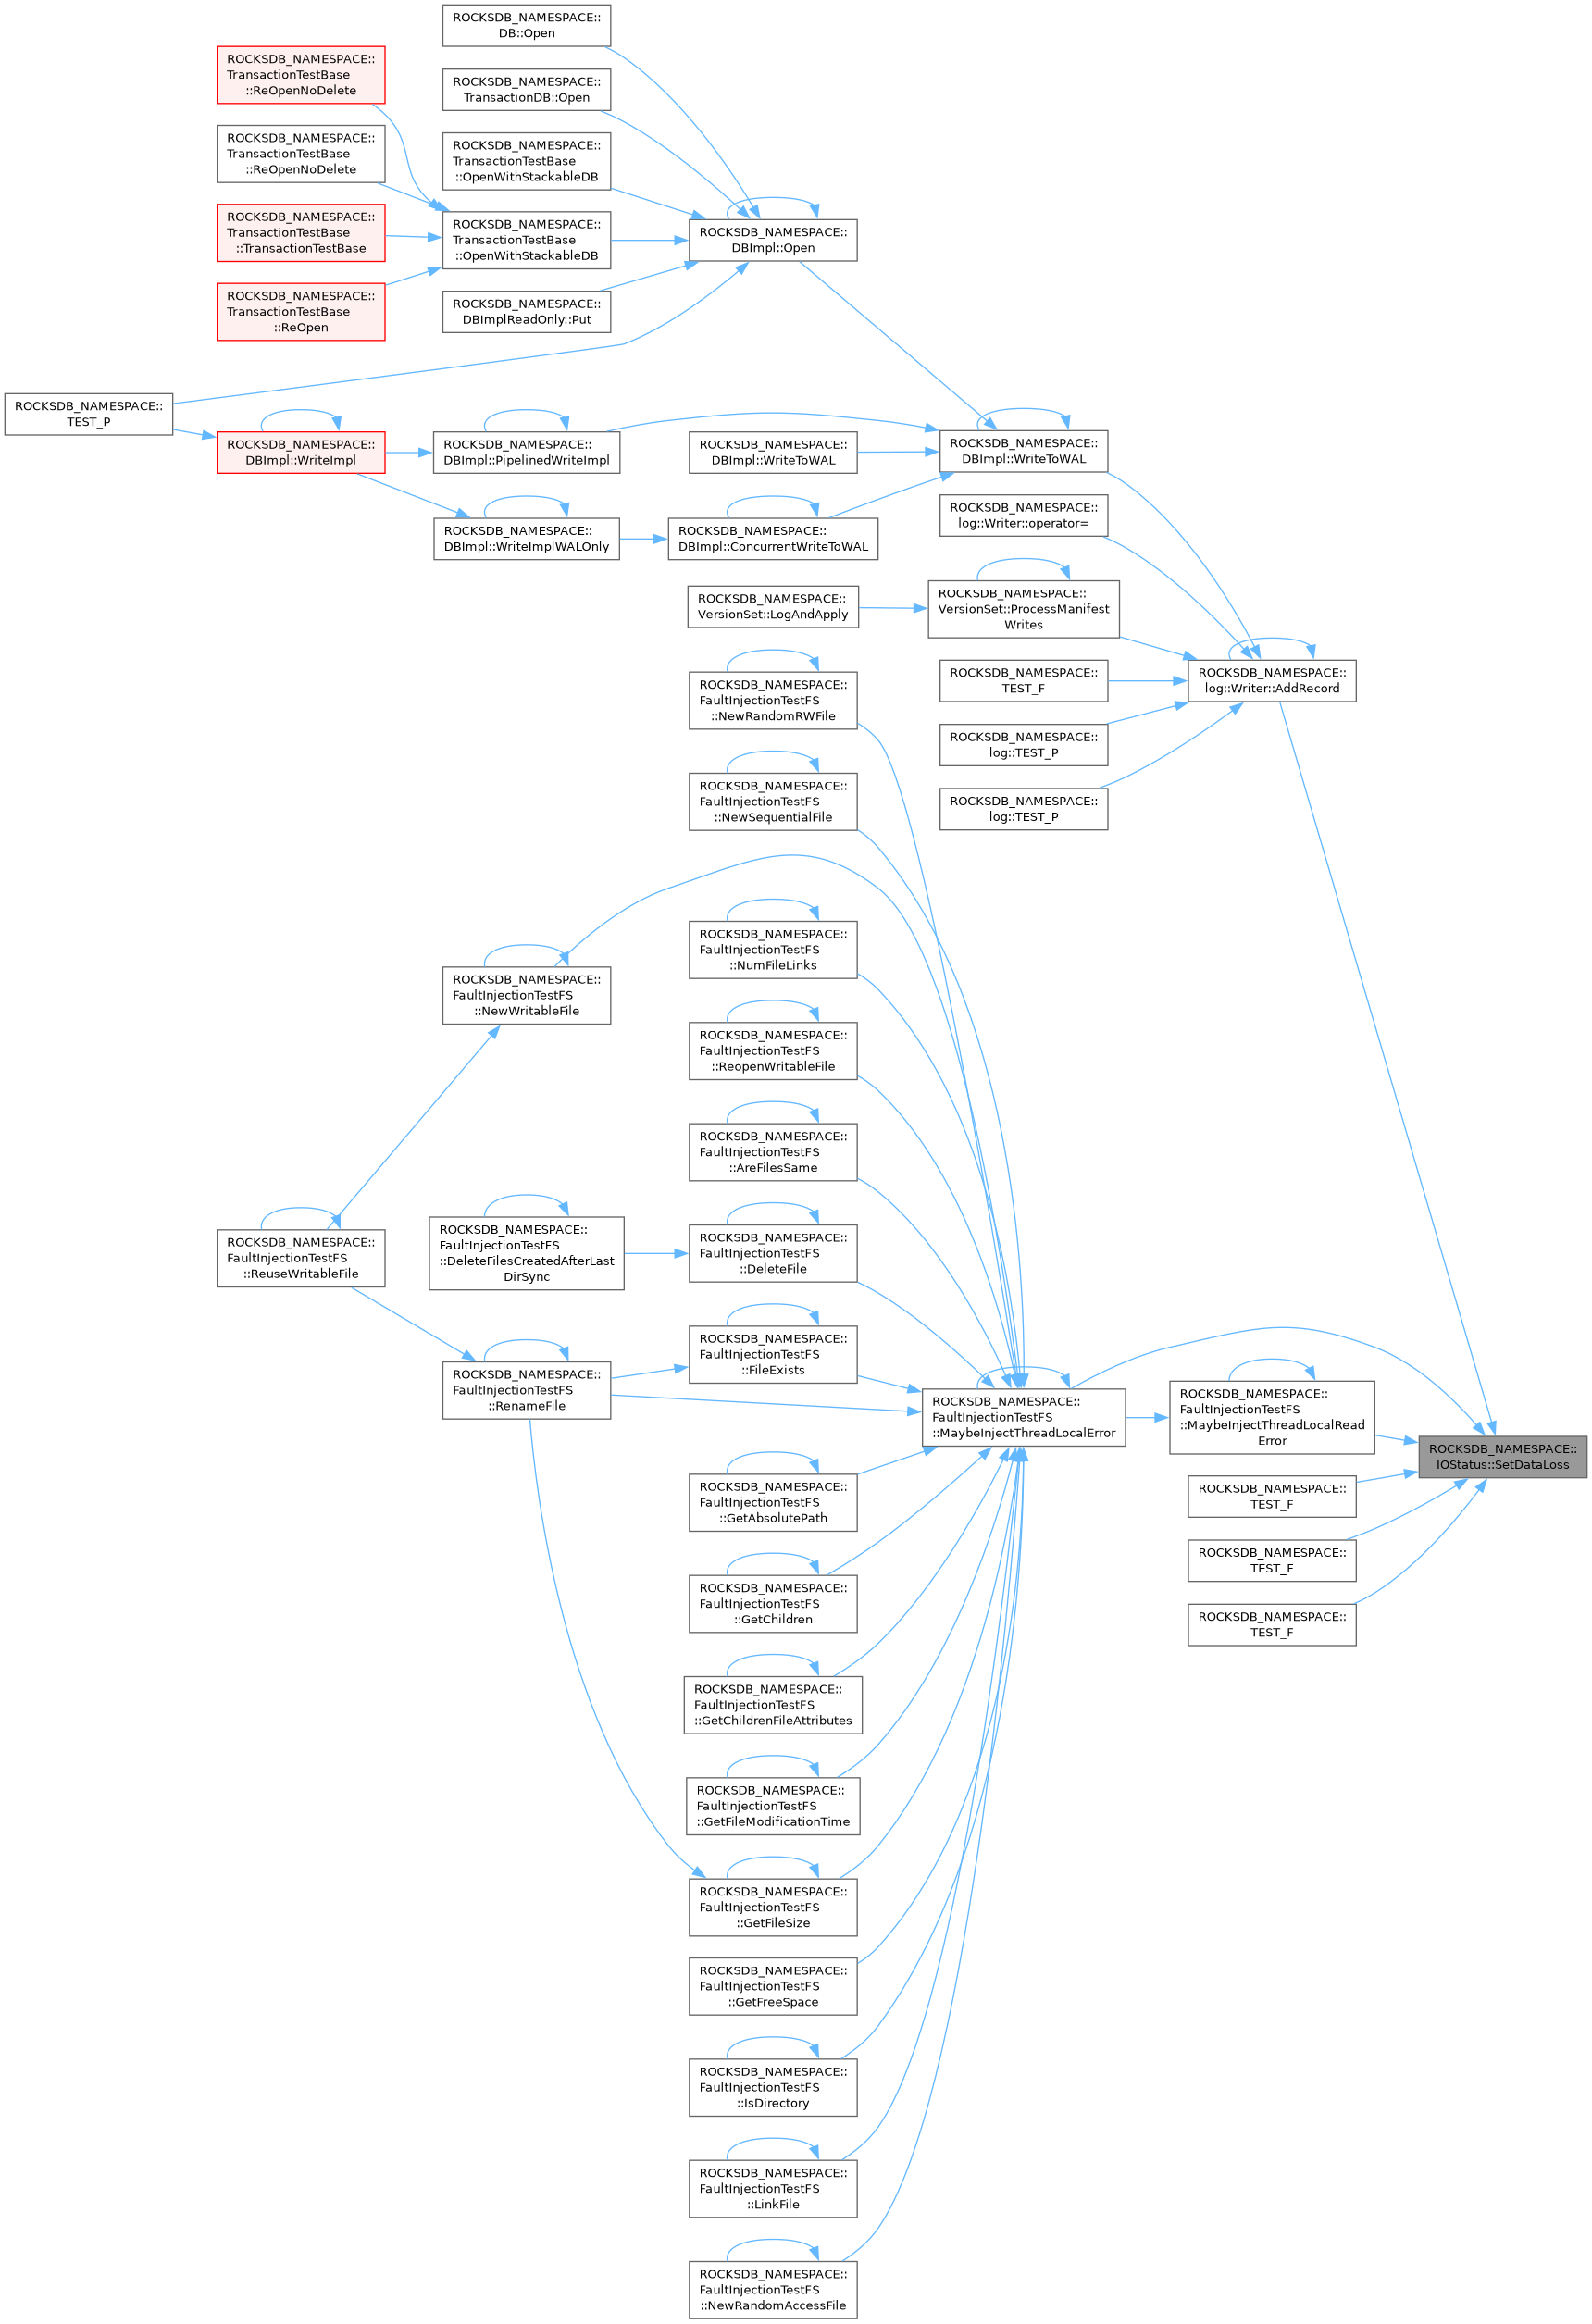 ROCKSDB_NAMESPACE::
DB::Open
ROCKSDB_NAMESPACE::
TransactionTestBase
::ReOpenNoDelete
ROCKSDB_NAMESPACE::
TransactionDB::Open
ROCKSDB_NAMESPACE::
TransactionTestBase
::ReOpenNoDelete
ROCKSDB_NAMESPACE::
TransactionTestBase
::OpenWithStackableDB
ROCKSDB_NAMESPACE::
TransactionTestBase
::TransactionTestBase
ROCKSDB_NAMESPACE::
TransactionTestBase
::OpenWithStackableDB
ROCKSDB_NAMESPACE::
DBImpl::Open
ROCKSDB_NAMESPACE::
TransactionTestBase
::ReOpen
ROCKSDB_NAMESPACE::
DBImplReadOnly::Put
ROCKSDB_NAMESPACE::
TEST_P
ROCKSDB_NAMESPACE::
DBImpl::WriteImpl
ROCKSDB_NAMESPACE::
DBImpl::PipelinedWriteImpl
ROCKSDB_NAMESPACE::
DBImpl::WriteToWAL
ROCKSDB_NAMESPACE::
DBImpl::WriteToWAL
ROCKSDB_NAMESPACE::
log::Writer::operator=
ROCKSDB_NAMESPACE::
DBImpl::WriteImplWALOnly
ROCKSDB_NAMESPACE::
DBImpl::ConcurrentWriteToWAL
ROCKSDB_NAMESPACE::
VersionSet::LogAndApply
ROCKSDB_NAMESPACE::
VersionSet::ProcessManifest
Writes
ROCKSDB_NAMESPACE::
FaultInjectionTestFS
::NewRandomRWFile
ROCKSDB_NAMESPACE::
TEST_F
ROCKSDB_NAMESPACE::
log::Writer::AddRecord
ROCKSDB_NAMESPACE::
log::TEST_P
ROCKSDB_NAMESPACE::
FaultInjectionTestFS
::NewSequentialFile
ROCKSDB_NAMESPACE::
log::TEST_P
ROCKSDB_NAMESPACE::
FaultInjectionTestFS
::NumFileLinks
ROCKSDB_NAMESPACE::
FaultInjectionTestFS
::NewWritableFile
ROCKSDB_NAMESPACE::
FaultInjectionTestFS
::ReopenWritableFile
ROCKSDB_NAMESPACE::
FaultInjectionTestFS
::AreFilesSame
ROCKSDB_NAMESPACE::
FaultInjectionTestFS
::ReuseWritableFile
ROCKSDB_NAMESPACE::
FaultInjectionTestFS
::DeleteFilesCreatedAfterLast
DirSync
ROCKSDB_NAMESPACE::
FaultInjectionTestFS
::DeleteFile
ROCKSDB_NAMESPACE::
FaultInjectionTestFS
::FileExists
ROCKSDB_NAMESPACE::
FaultInjectionTestFS
::RenameFile
ROCKSDB_NAMESPACE::
FaultInjectionTestFS
::MaybeInjectThreadLocalError
ROCKSDB_NAMESPACE::
FaultInjectionTestFS
::MaybeInjectThreadLocalRead
Error
ROCKSDB_NAMESPACE::
IOStatus::SetDataLoss
ROCKSDB_NAMESPACE::
FaultInjectionTestFS
::GetAbsolutePath
ROCKSDB_NAMESPACE::
TEST_F
ROCKSDB_NAMESPACE::
TEST_F
ROCKSDB_NAMESPACE::
FaultInjectionTestFS
::GetChildren
ROCKSDB_NAMESPACE::
TEST_F
ROCKSDB_NAMESPACE::
FaultInjectionTestFS
::GetChildrenFileAttributes
ROCKSDB_NAMESPACE::
FaultInjectionTestFS
::GetFileModificationTime
ROCKSDB_NAMESPACE::
FaultInjectionTestFS
::GetFileSize
ROCKSDB_NAMESPACE::
FaultInjectionTestFS
::GetFreeSpace
ROCKSDB_NAMESPACE::
FaultInjectionTestFS
::IsDirectory
ROCKSDB_NAMESPACE::
FaultInjectionTestFS
::LinkFile
ROCKSDB_NAMESPACE::
FaultInjectionTestFS
::NewRandomAccessFile